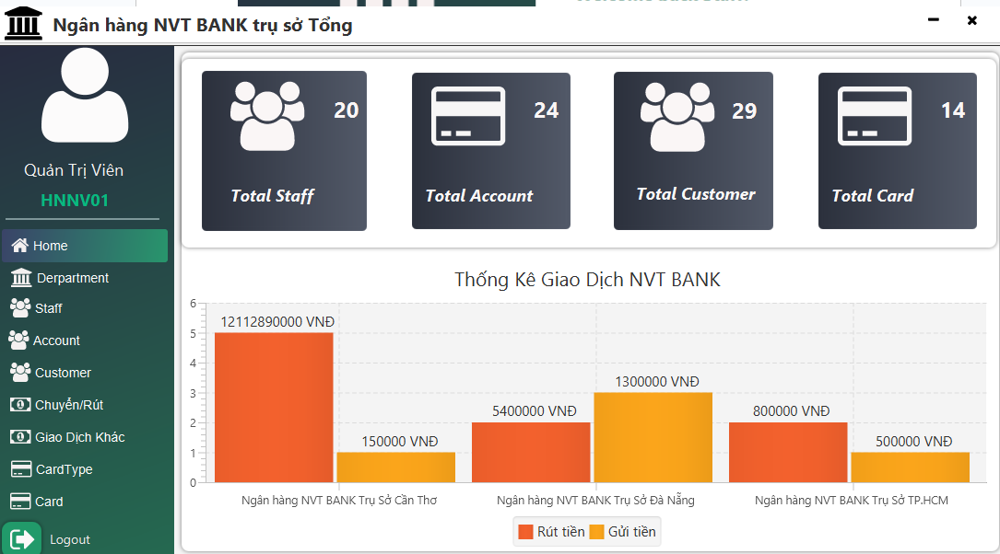 Ngân hàng NVT BANK trụ sở Tổng
Quản Trị Viên
HNNV01
Home
Derpartment
Staff
Account
Customer
Chuyển/Rút
Giao Dịch Khác
CardType
Card
Logout
20
Total Staff
24
Total Account
29
Total Customer
14
Total Card
Thống Kê Giao Dịch NVT BANK
6
5
4
3
2
1
0
12112890000 VNĐ
150000 VNĐ
5400000 VNĐ
1300000 VNĐ
800000 VNĐ
500000 VNĐ
Ngân hàng NVT BANK Trụ Sở Cần Thơ
Ngân hàng NVT BANK Trụ Sở Đà Nẵng
Ngân hàng NVT BANK Trụ Sở TP.HCM
Rút tiền
Gửi tiền